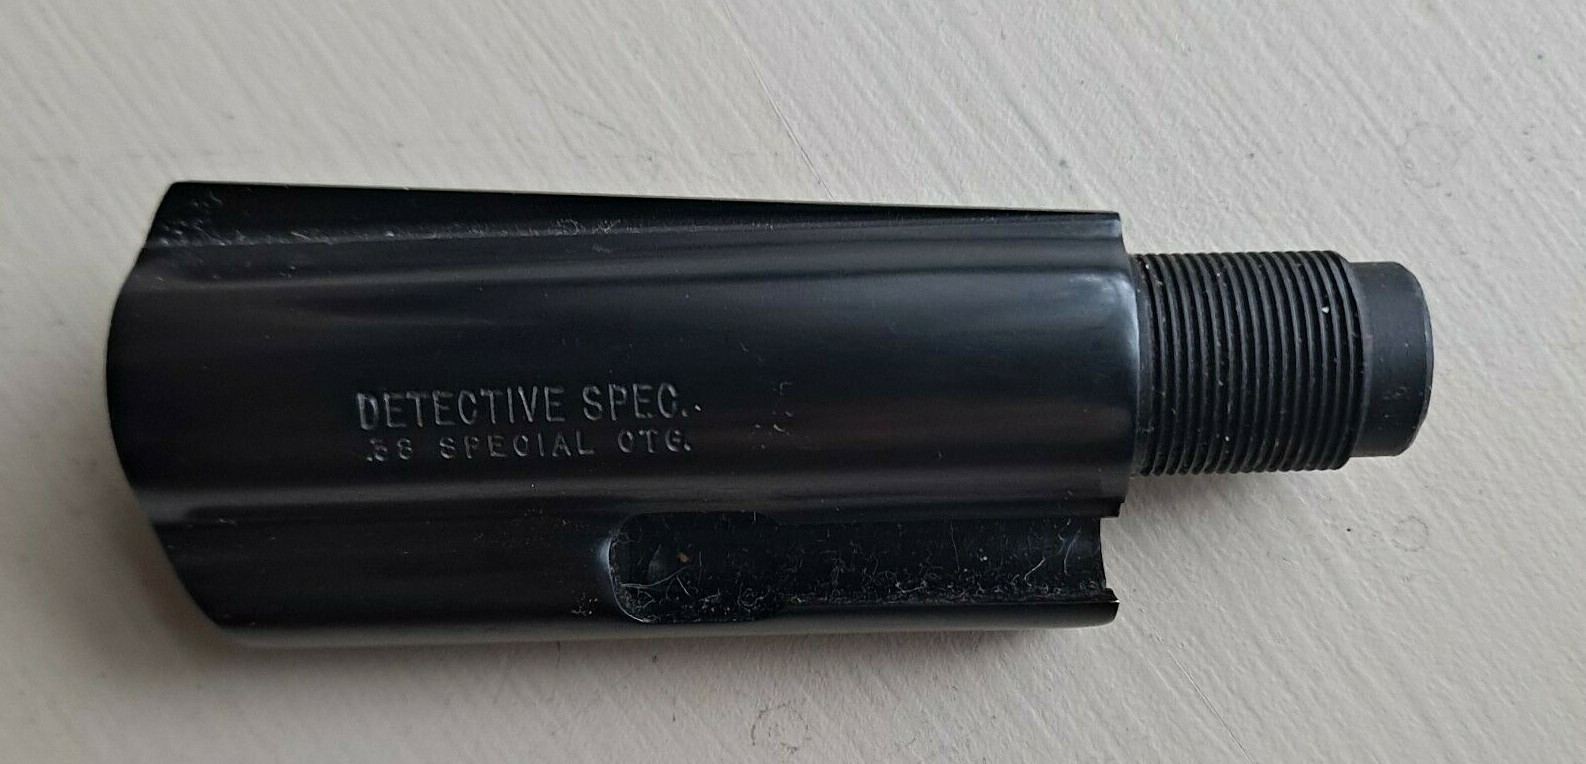 DETECTIVE SPEC.
.38 SPECIAL CTG.